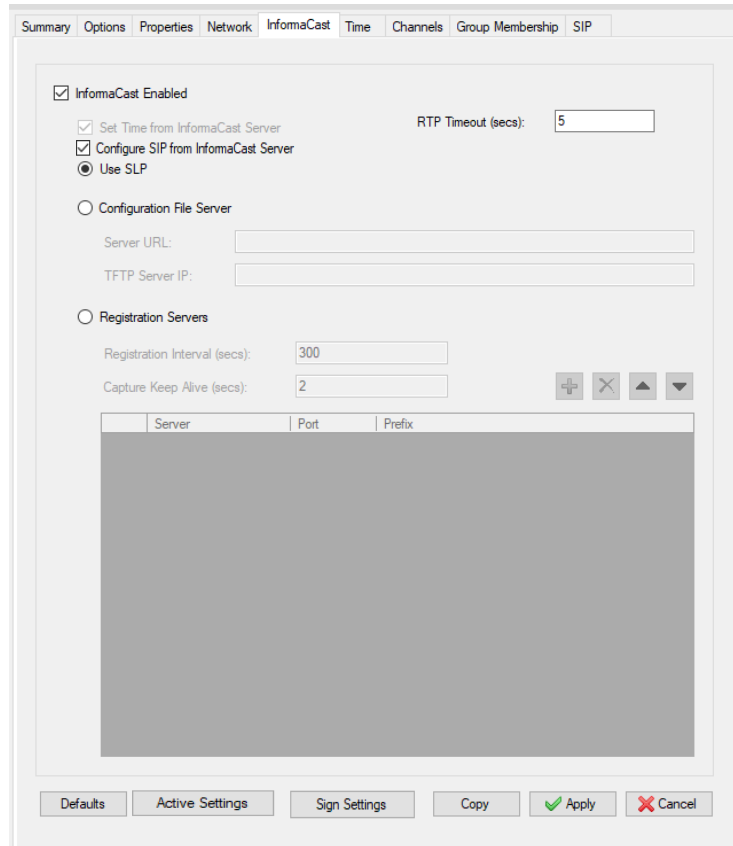 Summary Options Properties Network InformaCast Time Channels Group Membership SIP
InformaCast Enabled
Set Time from InformaCast Server
RTP Timeout (secs): 5
Configure SIP from InformaCast Server
Use SLP
Configuration File Server
Server URL:
TFTP Server IP:
Registration Servers
Registration Interval (secs): 300
Capture Keep Alive (secs): 2
Server Port Prefix
Defaults Active Settings Sign Settings Copy Apply Cancel